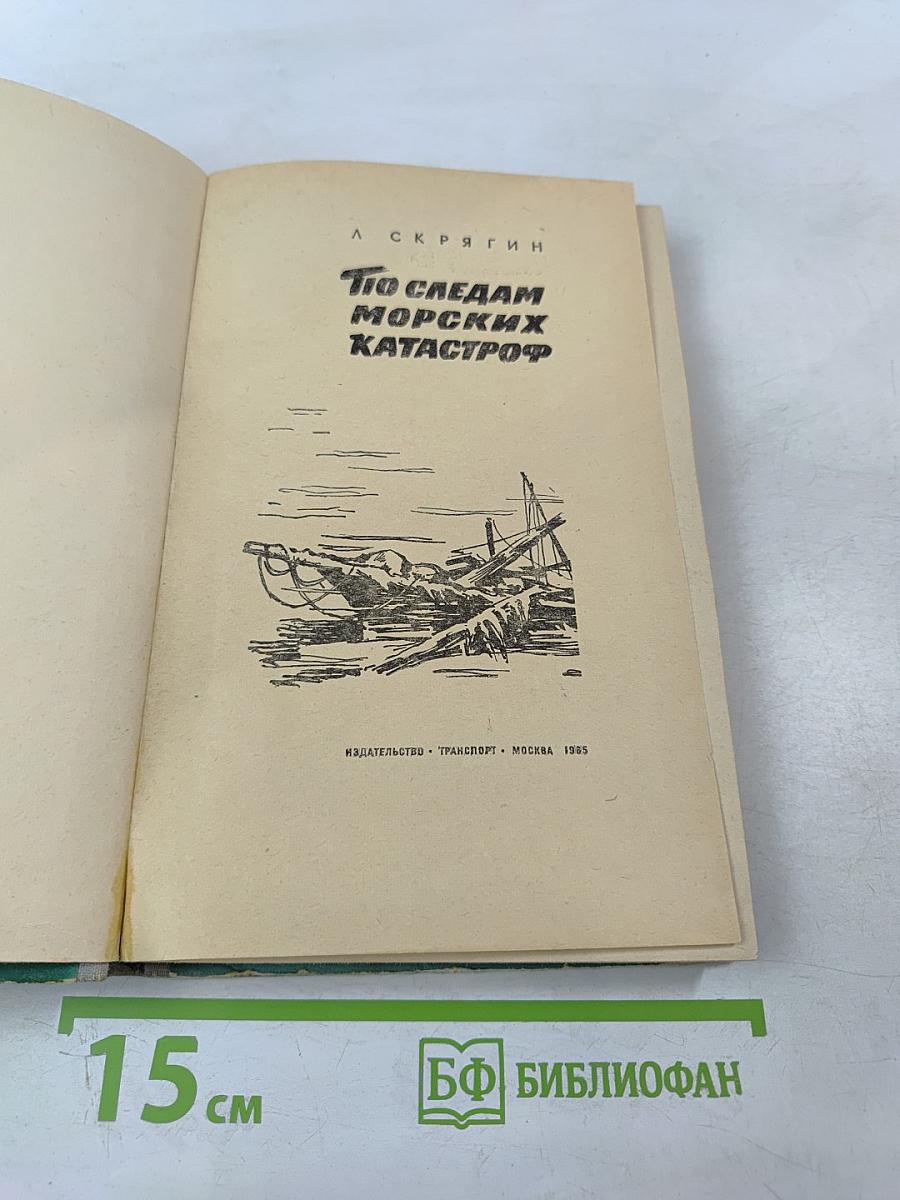 Л СКРЯГИН
ПО СЛЕДАМ
МОРСКИХ
КАТАСТРОФ
ИЗДАТЕЛЬСТВО • ТРАНСПОРТ • МОСКВА 1965
15 см
БФ БИБЛИОФАН